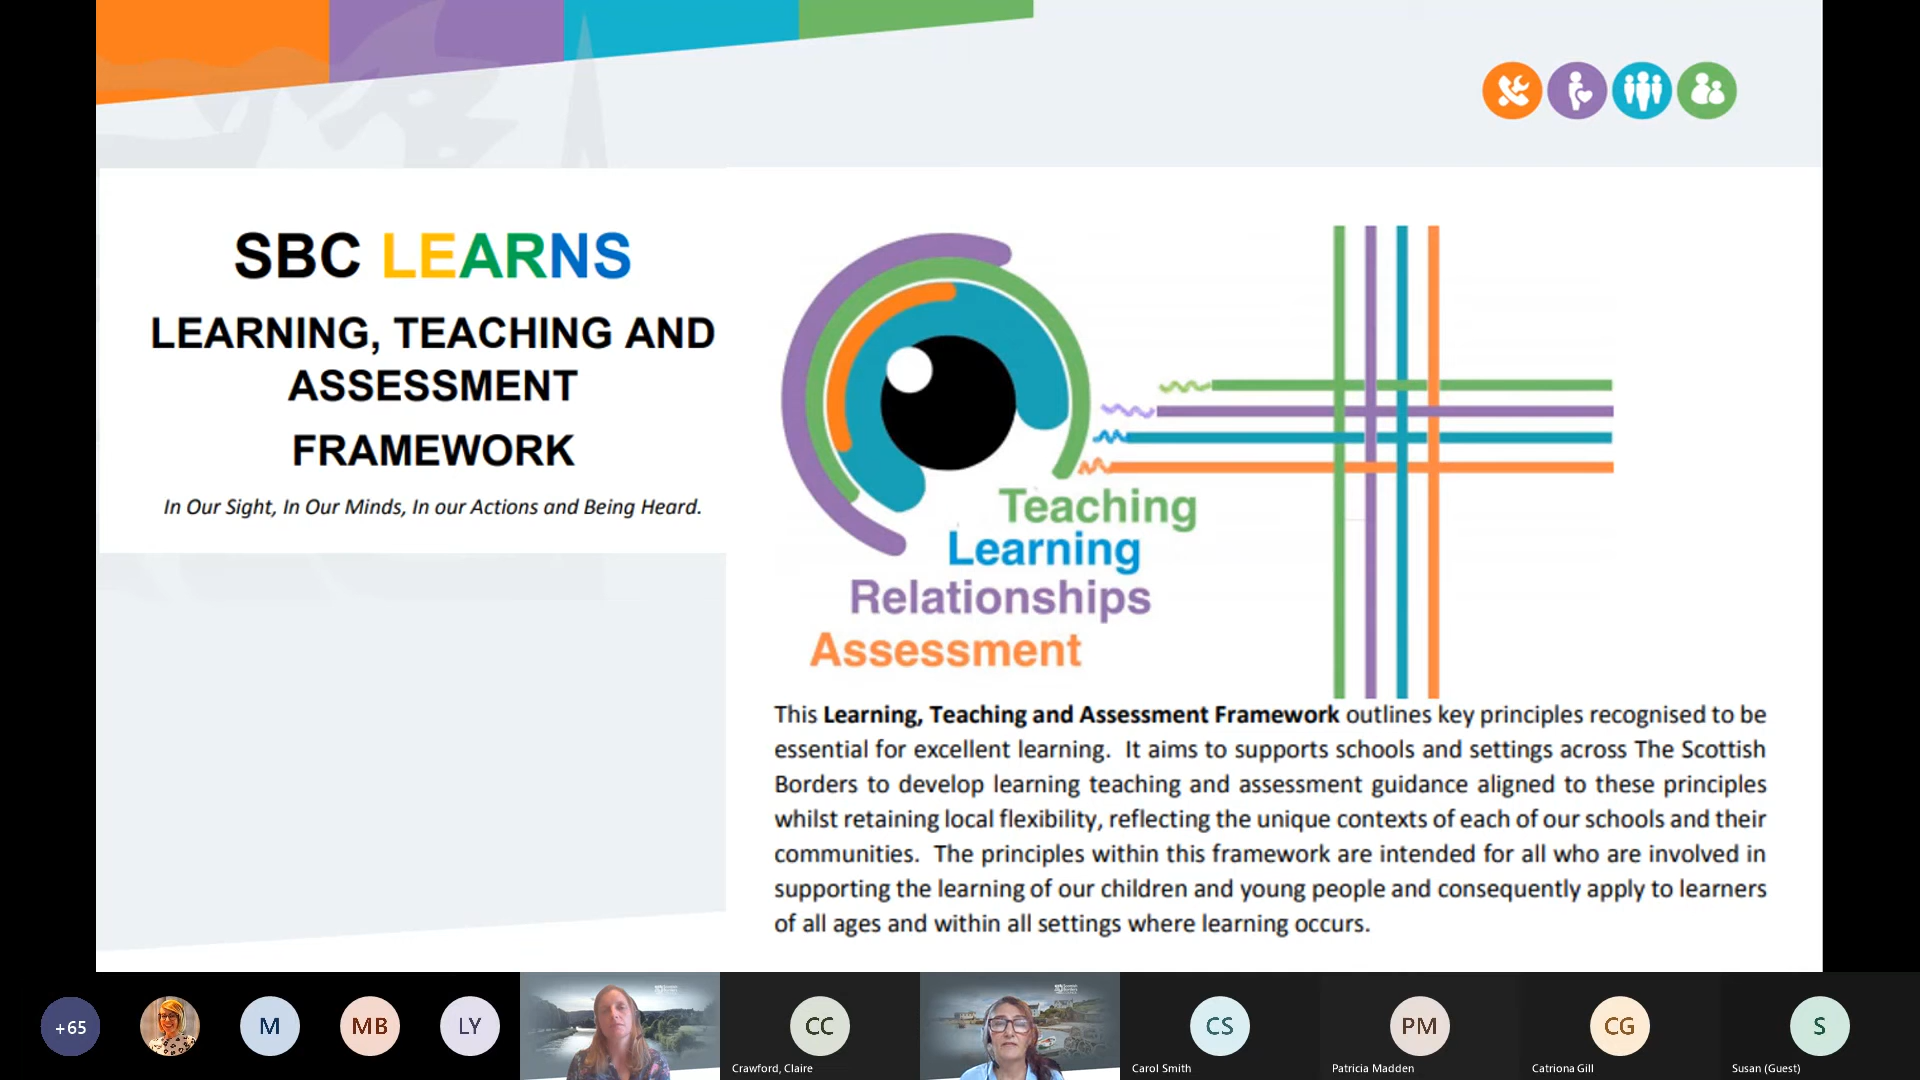 SBC LEARNS
LEARNING, TEACHING AND
ASSESSMENT
FRAMEWORK
In Our Sight, In Our Minds, In our Actions and Being Heard.
Teaching
Learning
Relationships
Assessment
This Learning, Teaching and Assessment Framework outlines key principles recognised to be
essential for excellent learning. It aims to supports schools and settings across The Scottish
Borders to develop learning teaching and assessment guidance aligned to these principles
whilst retaining local flexibility, reflecting the unique contexts of each of our schools and their
communities. The principles within this framework are intended for all who are involved in
supporting the learning of our children and young people and consequently apply to learners
of all ages and within all settings where learning occurs.
+65
M
MB
LY
CC
CS
PM
CG
S
Crawford, Claire
Carol Smith
Patricia Madden
Catriona Gill
Susan (Guest)